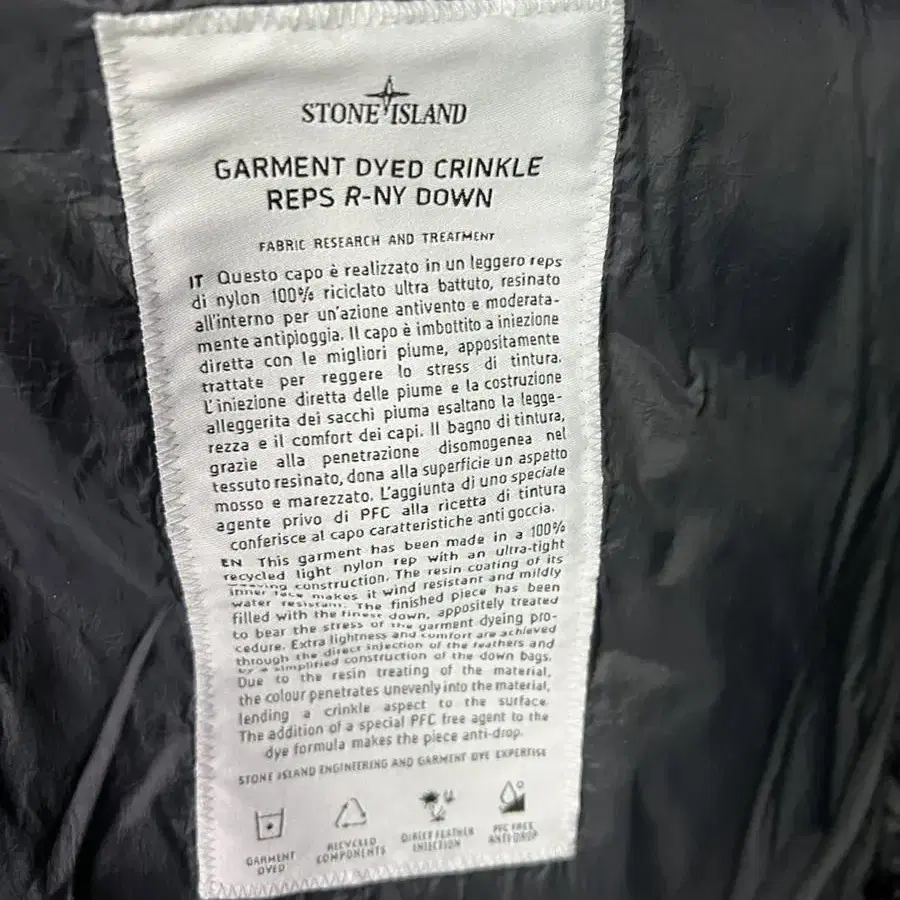 STONE ISLAND
GARMENT DYED CRINKLE
REPS R-NY DOWN
FABRIC RESEARCH AND TREATMENT
IT Questo capo è realizzato in un leggero reps
di nylon 100% riciclato ultra battuto, resinato
all'interno per un'azione antivento e moderata-
mente antipioggia. Il capo è imbottito a iniezione
diretta con le migliori piume, appositamente
trattate per reggere lo stress di tintura.
L'iniezione diretta delle piume e la costruzione
alleggerita dei sacchi piuma esaltano la legge-
rezza e il comfort dei capi. Il bagno di tintura,
grazie alla penetrazione disomogenea nel
tessuto resinato, dona alla superficie un aspetto
mosso e marezzato. L'aggiunta di uno speciale
agente privo di PFC alla ricetta di tintura
conferisce al capo caratteristiche anti goccia.
EN This garment has been made in a 100%
recycled light nylon rep with an ultra-tight
weaving construction. The resin coating of its
inner face makes it wind resistant and mildly
water resistant. The finished piece has been
filled with the finest down, appositely treated
to bear the stress of the garment dyeing pro-
cedure. Extra lightness and comfort are achieved
through the direct injection of the feathers and
by a simplified construction of the down bags.
Due to the resin treating of the material,
the colour penetrates unevenly into the material,
lending a crinkle aspect to the surface.
The addition of a special PFC free agent to the
dye formula makes the piece anti-drop.
STONE ISLAND ENGINEERING AND GARMENT DYE EXPERTISE
GARMENT
DYED
RECYCLED
COMPONENTS
DIRECT FEATHER
INJECTION
PFC FREE
ANTI-DROP